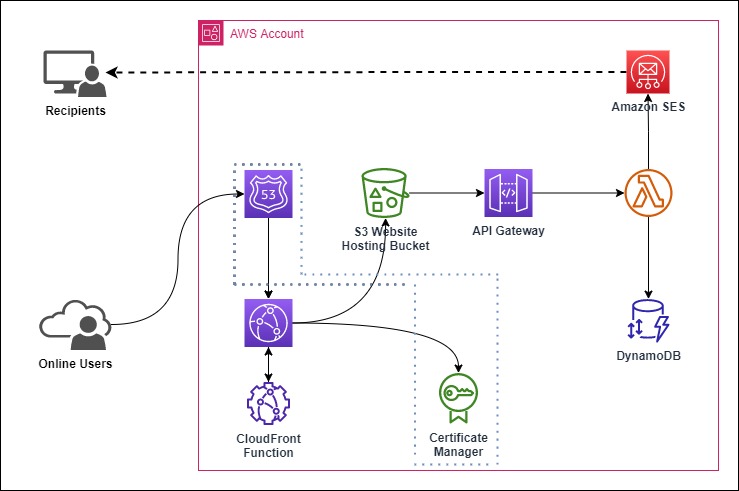 AWS Account
Recipients
Amazon SES
53
S3 Website
Hosting Bucket
API Gateway
Online Users
DynamoDB
CloudFront
Function
Certificate
Manager